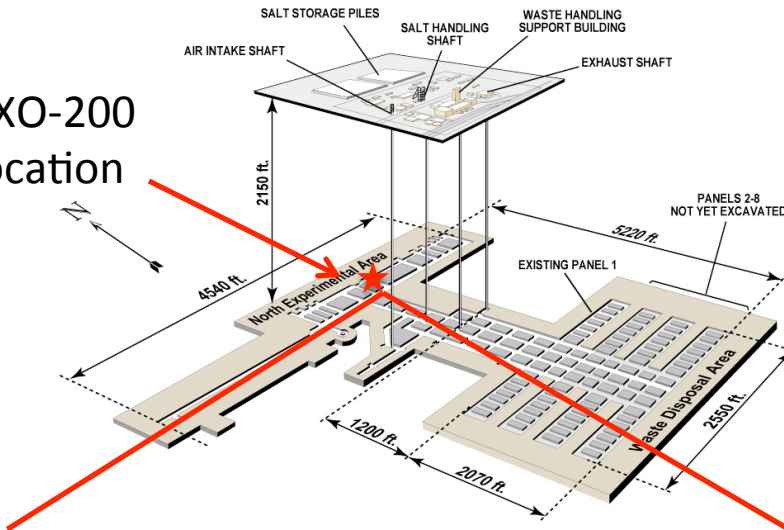 SALT STORAGE PILES
SALT HANDLING
SHAFT
WASTE HANDLING
SUPPORT BUILDING
AIR INTAKE SHAFT
EXHAUST SHAFT
XO-200
ocation
2150 ft.
N
PANELS 2-8
NOT YET EXCAVATED
5220 ft.
4540 ft.
North Experimental Area
EXISTING PANEL 1
Waste Disposal Area
1200 ft.
2070 ft.
2550 ft.